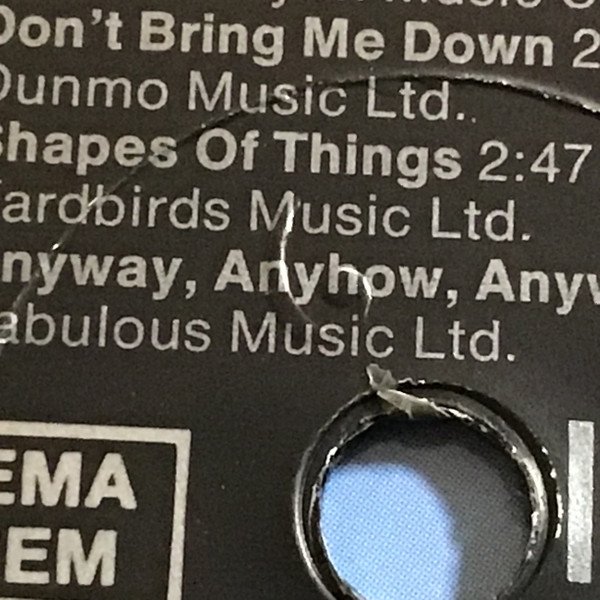 Don't Bring Me Down 2
Dunmo Music Ltd..
Shapes Of Things 2:47
ardbirds Music Ltd.
nyway, Anyhow, Anyw
abulous Music Ltd.
EMA
EM